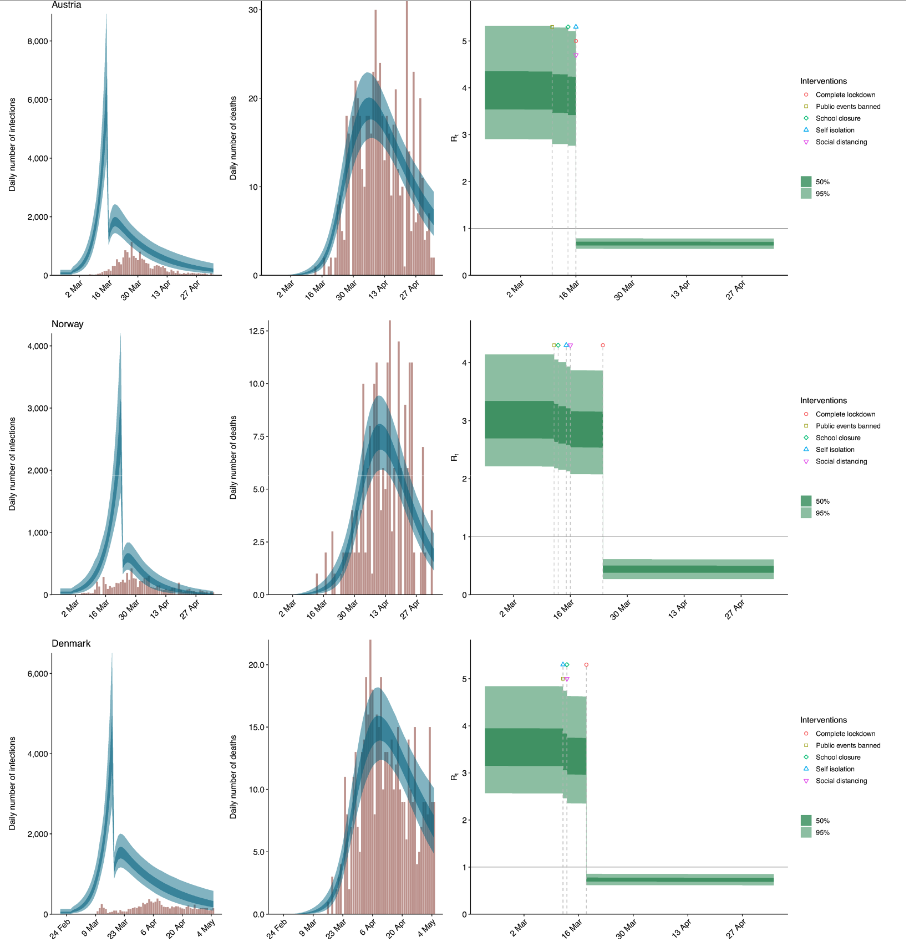 Austria
Daily number of infections
8,000
6,000
4,000
2,000
0
2 Mar
16 Mar
30 Mar
13 Apr
27 Apr
Daily number of deaths
30
20
10
0
2 Mar
16 Mar
30 Mar
13 Apr
27 Apr
Rt
5
4
3
2
1
0
2 Mar
16 Mar
30 Mar
13 Apr
27 Apr
Interventions
Complete lockdown
Public events banned
School closure
Self isolation
Social distancing
50%
95%
Norway
Daily number of infections
4,000
3,000
2,000
1,000
0
2 Mar
16 Mar
30 Mar
13 Apr
27 Apr
Daily number of deaths
12.5
10.0
7.5
5.0
2.5
0.0
2 Mar
16 Mar
30 Mar
13 Apr
27 Apr
Rt
4
3
2
1
0
2 Mar
16 Mar
30 Mar
13 Apr
27 Apr
Interventions
Complete lockdown
Public events banned
School closure
Self isolation
Social distancing
50%
95%
Denmark
Daily number of infections
6,000
4,000
2,000
0
24 Feb
9 Mar
23 Mar
6 Apr
20 Apr
4 May
Daily number of deaths
20.0
15.0
10.0
5.0
0.0
24 Feb
9 Mar
23 Mar
6 Apr
20 Apr
4 May
Rt
5
4
3
2
1
0
2 Mar
16 Mar
30 Mar
13 Apr
27 Apr
Interventions
Complete lockdown
Public events banned
School closure
Self isolation
Social distancing
50%
95%